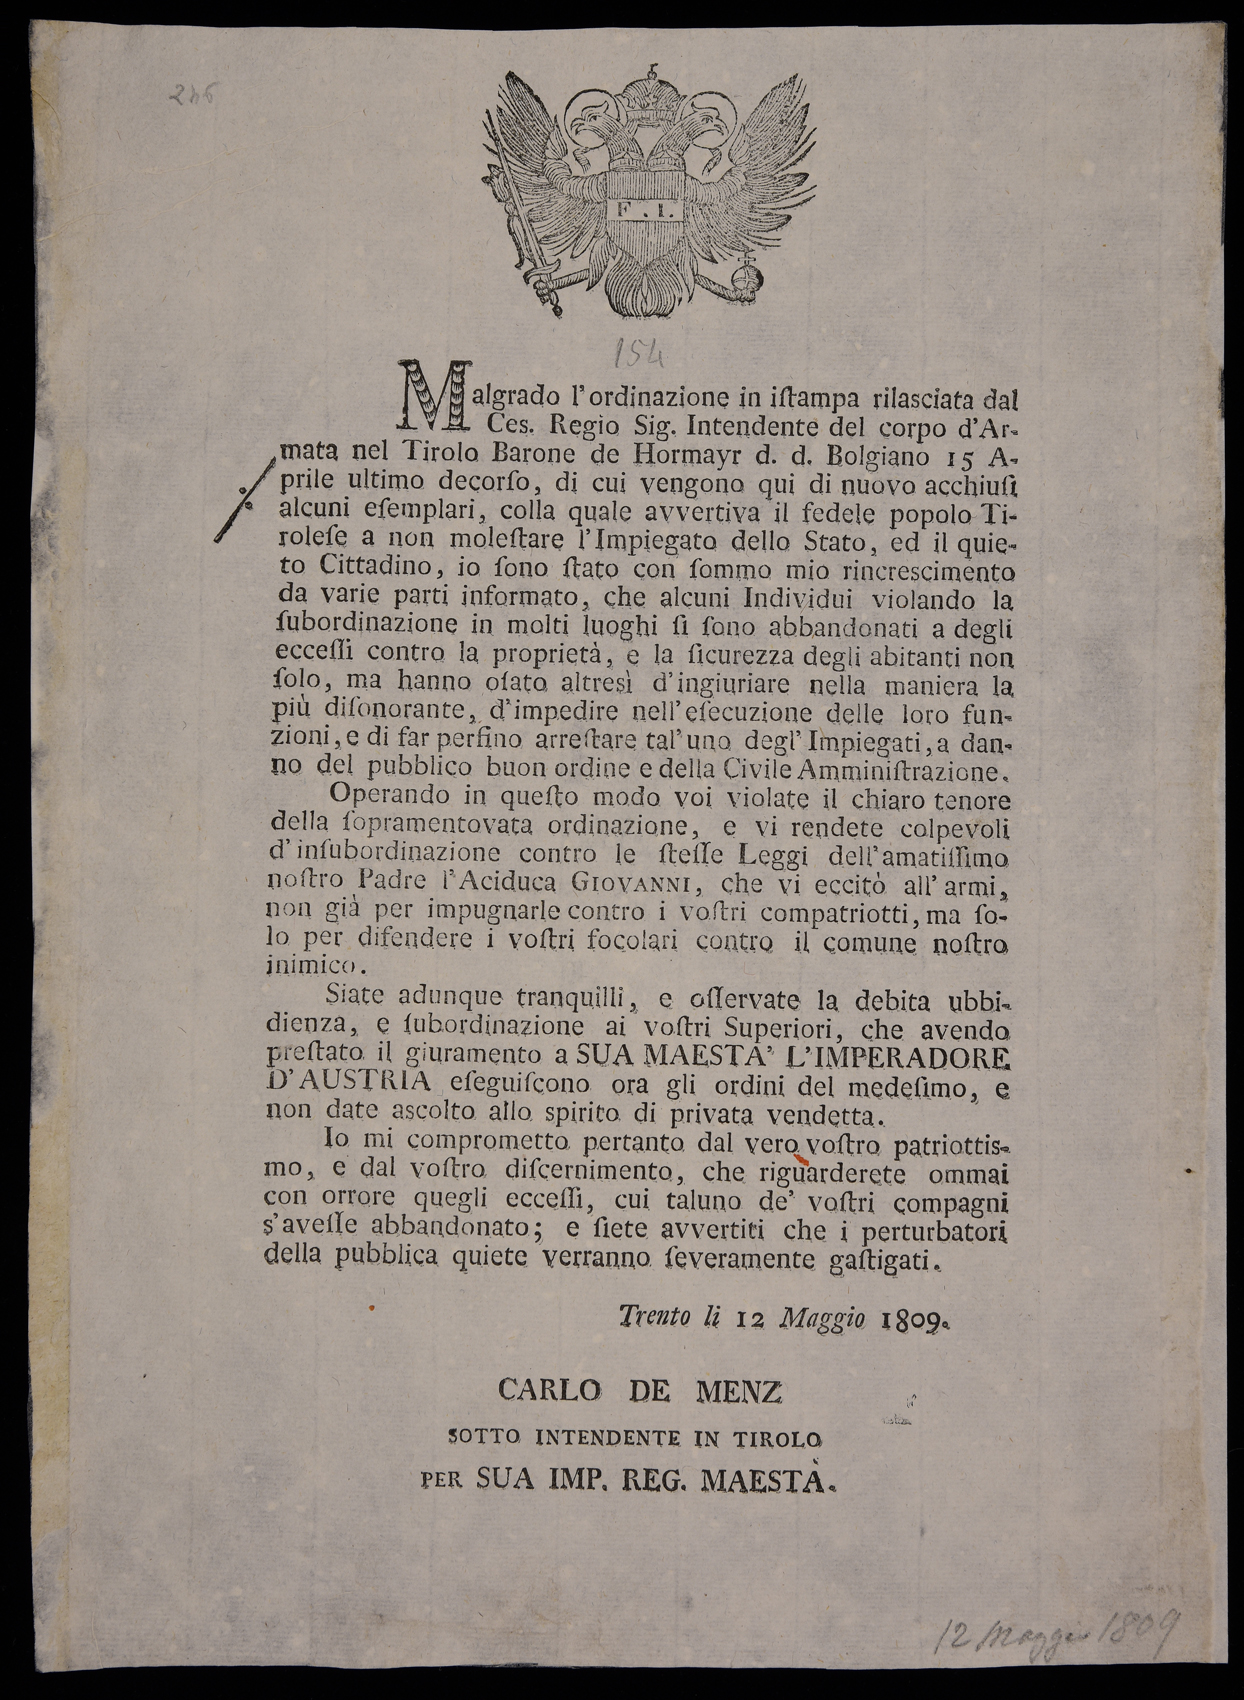 246
F. I.
154
Malgrado l'ordinazione in iſtampa rilasciata dal
Ces. Regio Sig. Intendente del corpo d'Ar-
mata nel Tirolo Barone de Hormayr d. d. Bolgiano 15 A-
prile ultimo decorſo, di cui vengono qui di nuovo acchiuſi
alcuni eſemplari, colla quale avvertiva il fedele popolo Ti-
roleſe a non moleſtare l'Impiegato dello Stato, ed il quie-
to Cittadino, io ſono ſtato con ſommo mio rincrescimento
da varie parti informato, che alcuni Individui violando la
ſubordinazione in molti luoghi ſi ſono abbandonati a degli
ecceſſi contro la proprietà, e la ſicurezza degli abitanti non
ſolo, ma hanno oſato altresì d'ingiuriare nella maniera la
più diſonorante, d'impedire nell'eſecuzione delle loro fun-
zioni, e di far perfino arreſtare tal'uno degl'Impiegati, a dan-
no del pubblico buon ordine e della Civile Amminiſtrazione.
Operando in queſto modo voi violate il chiaro tenore
della ſopramentovata ordinazione, e vi rendete colpevoli
d'inſubordinazione contro le ſteſſe Leggi dell'amatiſſimo
noſtro Padre l'Aciduca GIOVANNI, che vi eccitò all'armi,
non già per impugnarle contro i voſtri compatriotti, ma ſo-
lo per difendere i voſtri focolari contro il comune noſtro
inimico.
Siate adunque tranquilli, e oſſervate la debita ubbi-
dienza, e ſubordinazione ai voſtri Superiori, che avendo
preſtato il giuramento a SUA MAESTA' L'IMPERADORE
D'AUSTRIA eſeguiſcono ora gli ordini del medeſimo, e
non date ascolto allo spirito di privata vendetta.
Io mi comprometto pertanto dal vero voſtro patriottis-
mo, e dal voſtro diſcernimento, che riguarderete ommai
con orrore quegli ecceſſi, cui taluno de' voſtri compagni
s'aveſſe abbandonato; e ſiete avvertiti che i perturbatori
della pubblica quiete verranno ſeveramente gaſtigati.
Trento li 12 Maggio 1809.
CARLO DE MENZ
SOTTO INTENDENTE IN TIROLO
PER SUA IMP. REG. MAESTÀ.
12 Maggio 1809